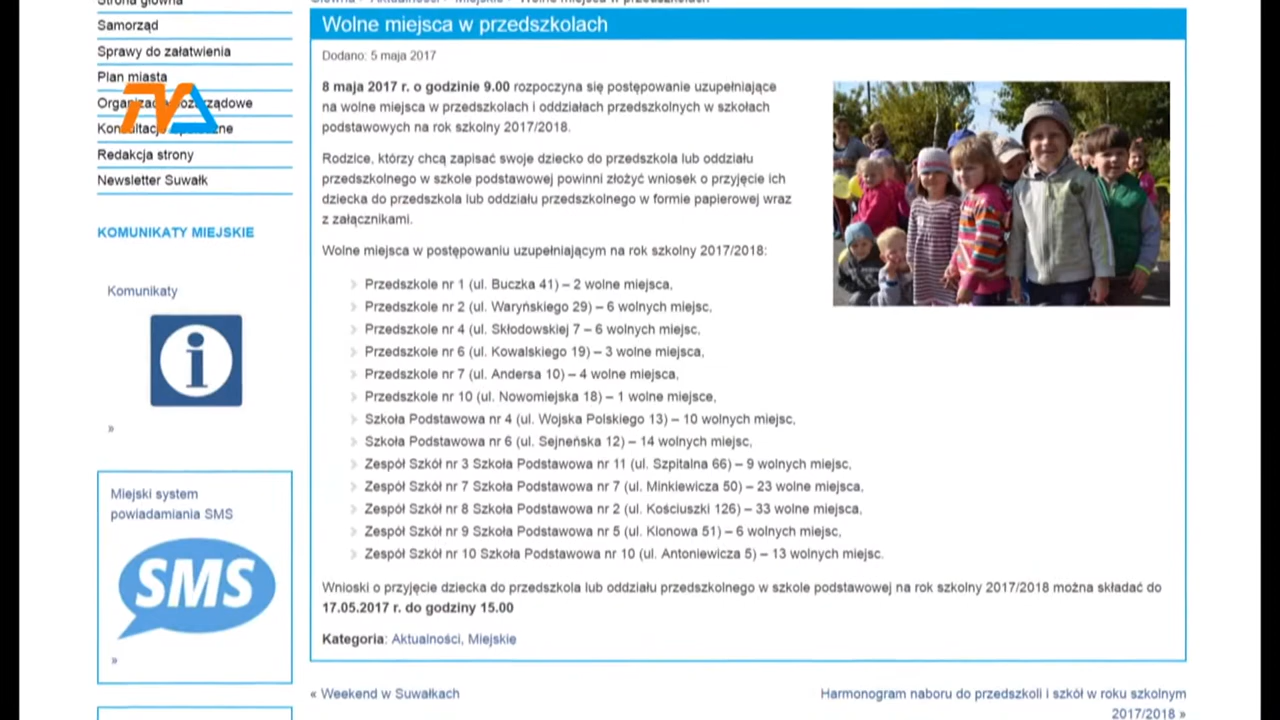 Strona główna
Samorząd
Sprawy do załatwienia
Plan miasta
Redakcja strony
Newsletter Suwałk
KOMUNIKATY MIEJSKIE
Komunikaty
i
»
Miejski system
powiadamiania SMS
SMS
»
Wolne miejsca w przedszkolach
Dodano: 5 maja 2017
8 maja 2017 r. o godzinie 9.00 rozpoczyna się postępowanie uzupełniające
na wolne miejsca w przedszkolach i oddziałach przedszkolnych w szkołach
podstawowych na rok szkolny 2017/2018.
Rodzice, którzy chcą zapisać swoje dziecko do przedszkola lub oddziału
przedszkolnego w szkole podstawowej powinni złożyć wniosek o przyjęcie ich
dziecka do przedszkola lub oddziału przedszkolnego w formie papierowej wraz
z załącznikami.
Wolne miejsca w postępowaniu uzupełniającym na rok szkolny 2017/2018:
Przedszkole nr 1 (ul. Buczka 41) – 2 wolne miejsca,
Przedszkole nr 2 (ul. Waryńskiego 29) – 6 wolnych miejsc,
Przedszkole nr 4 (ul. Skłodowskiej 7 – 6 wolnych miejsc,
Przedszkole nr 6 (ul. Kowalskiego 19) – 3 wolne miejsca,
Przedszkole nr 7 (ul. Andersa 10) – 4 wolne miejsca,
Przedszkole nr 10 (ul. Nowomiejska 18) – 1 wolne miejsce,
Szkoła Podstawowa nr 4 (ul. Wojska Polskiego 13) – 10 wolnych miejsc,
Szkoła Podstawowa nr 6 (ul. Sejneńska 12) – 14 wolnych miejsc,
Zespół Szkół nr 3 Szkoła Podstawowa nr 11 (ul. Szpitalna 66) – 9 wolnych miejsc,
Zespół Szkół nr 7 Szkoła Podstawowa nr 7 (ul. Minkiewicza 50) – 23 wolne miejsca,
Zespół Szkół nr 8 Szkoła Podstawowa nr 2 (ul. Kościuszki 126) – 33 wolne miejsca,
Zespół Szkół nr 9 Szkoła Podstawowa nr 5 (ul. Klonowa 51) – 6 wolnych miejsc,
Zespół Szkół nr 10 Szkoła Podstawowa nr 10 (ul. Antoniewicza 5) – 13 wolnych miejsc.
Wnioski o przyjęcie dziecka do przedszkola lub oddziału przedszkolnego w szkole podstawowej na rok szkolny 2017/2018 można składać do
17.05.2017 r. do godziny 15.00
Kategoria: Aktualności, Miejskie
« Weekend w Suwałkach
Harmonogram naboru do przedszkoli i szkół w roku szkolnym
2017/2018 »